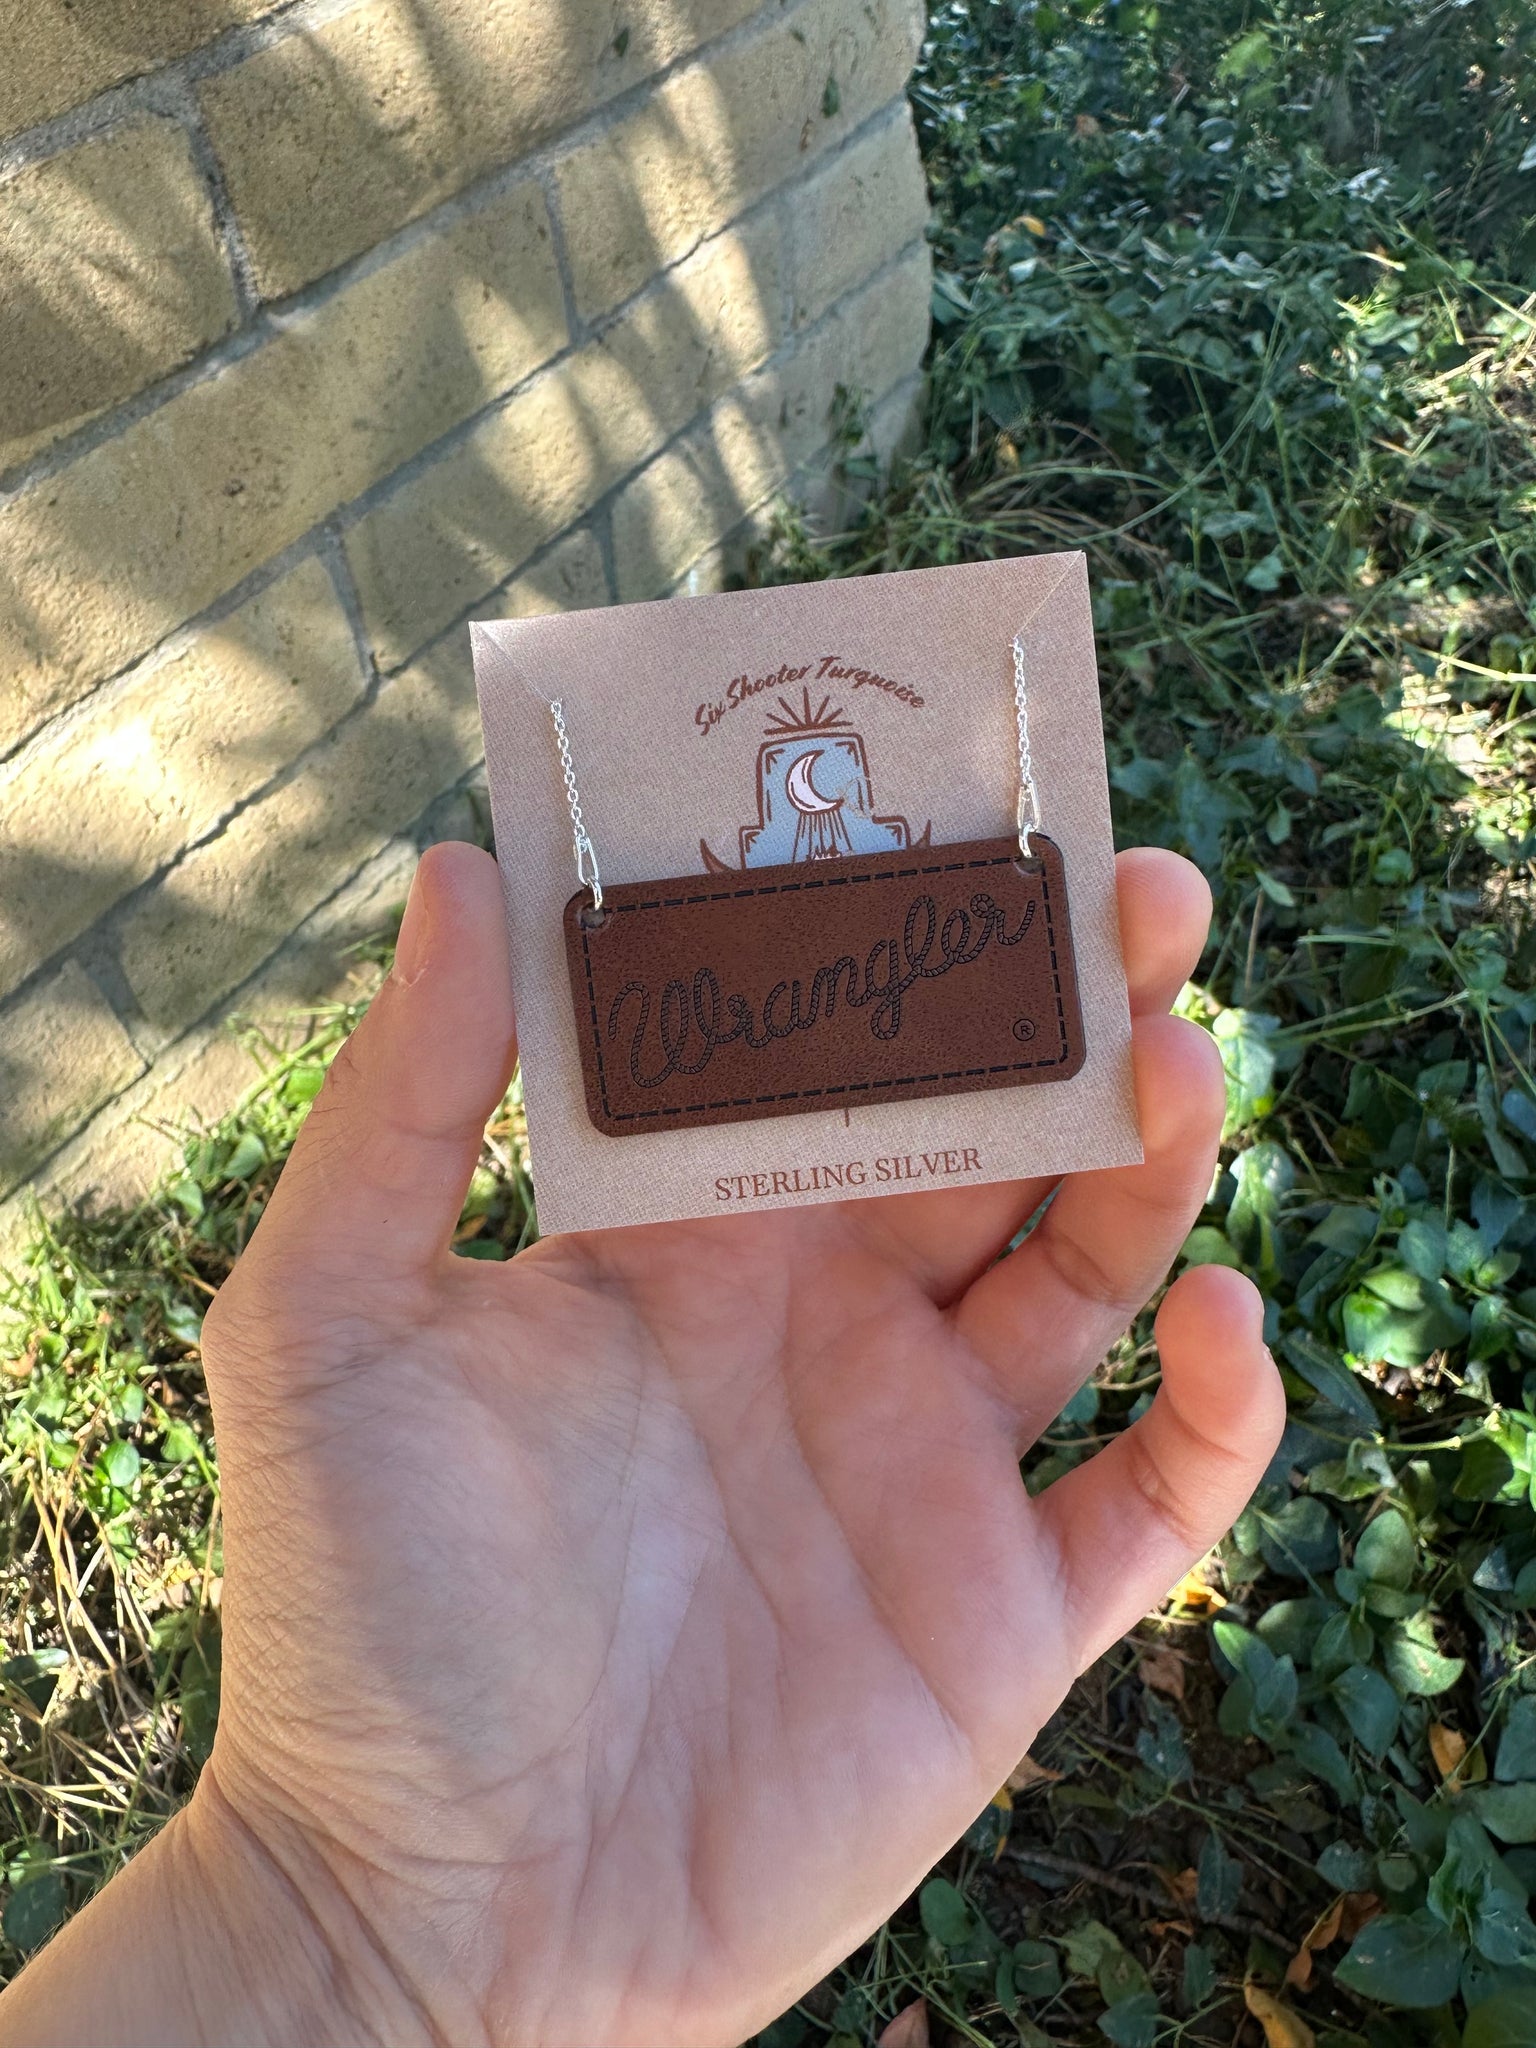 Six Shooter Turquoise
Wrangler
®
STERLING SILVER